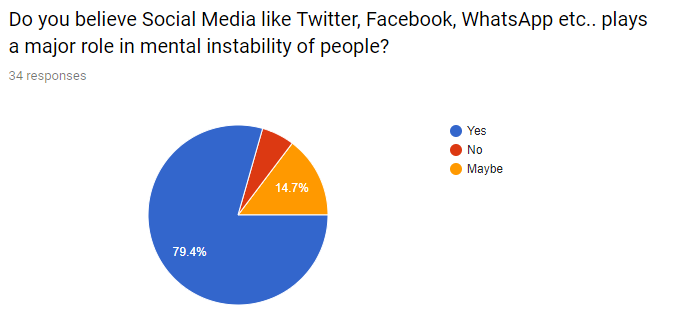 Do you believe Social Media like Twitter, Facebook, WhatsApp etc.. plays
a major role in mental instability of people?
34 responses
Yes
No
Maybe
14.7%
79.4%